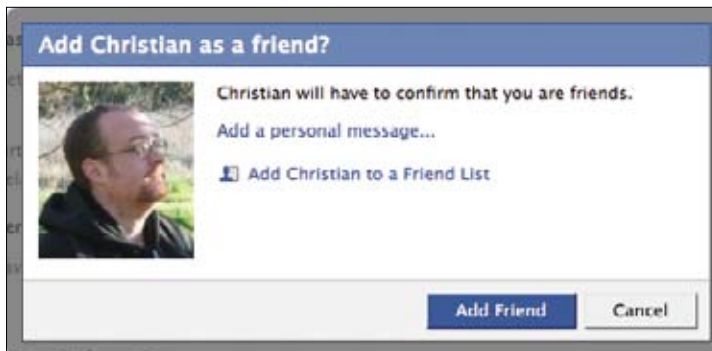 Add Christian as a friend?
Christian will have to confirm that you are friends.
Add a personal message...
Add Christian to a Friend List
Add Friend
Cancel